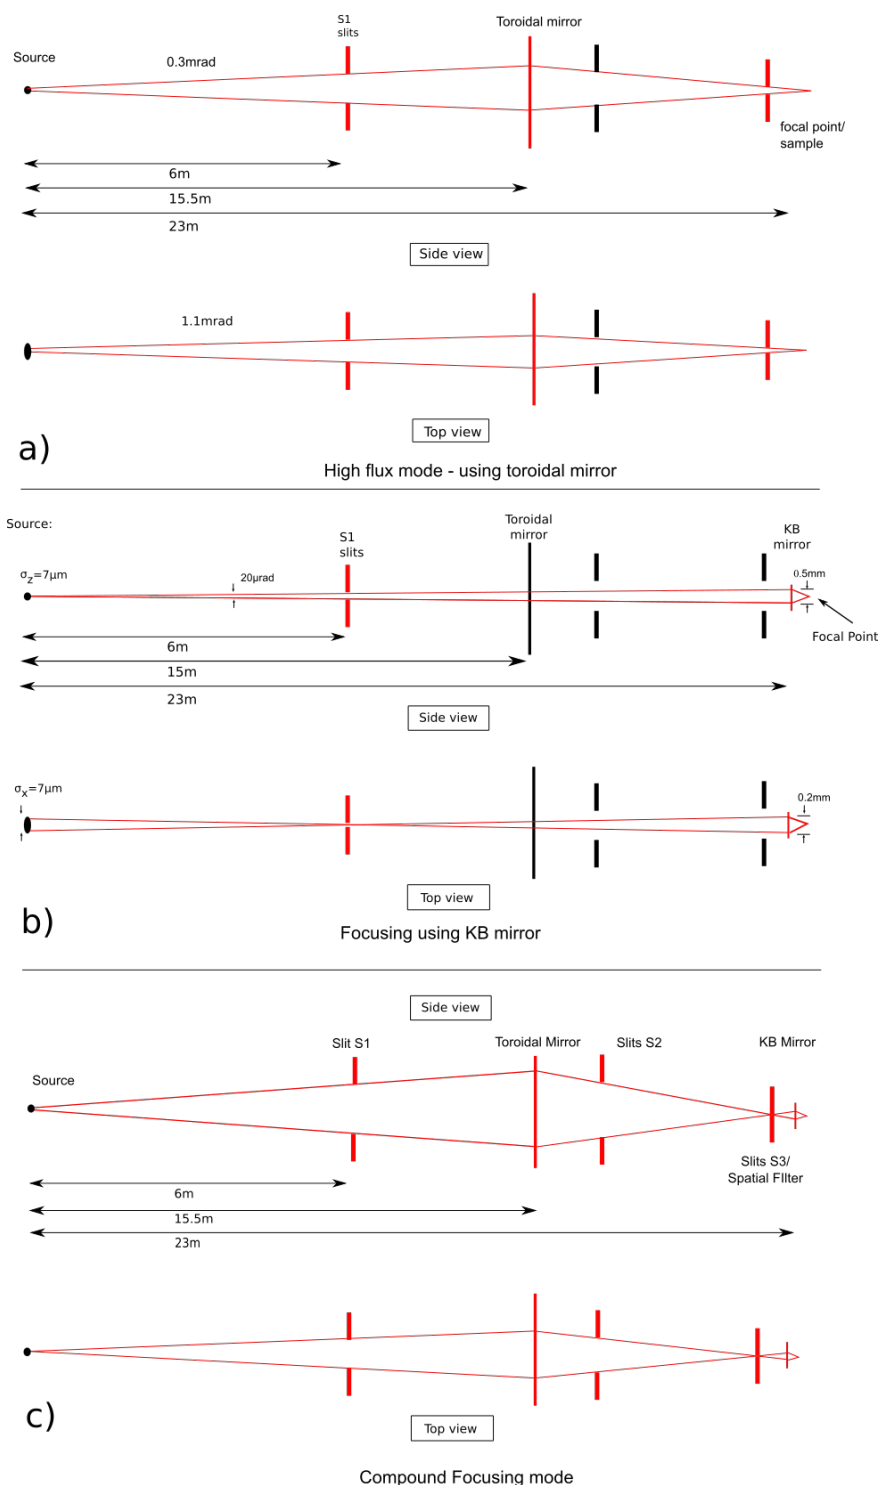 S1
slits
Toroidal mirror
Source
0.3mrad
focal point/
sample
6m
15.5m
23m
Side view
1.1mrad
Top view
a)
High flux mode - using toroidal mirror
Source:
S1
slits
Toroidal
mirror
KB
mirror
σz=7μm
20μrad
0.5mm
Focal Point
6m
15m
23m
Side view
σx=7μm
0.2mm
Top view
b)
Focusing using KB mirror
Side view
Slit S1
Toroidal Mirror
Slits S2
KB Mirror
Source
Slits S3/
Spatial FIlter
6m
15.5m
23m
c)
Top view
Compound Focusing mode